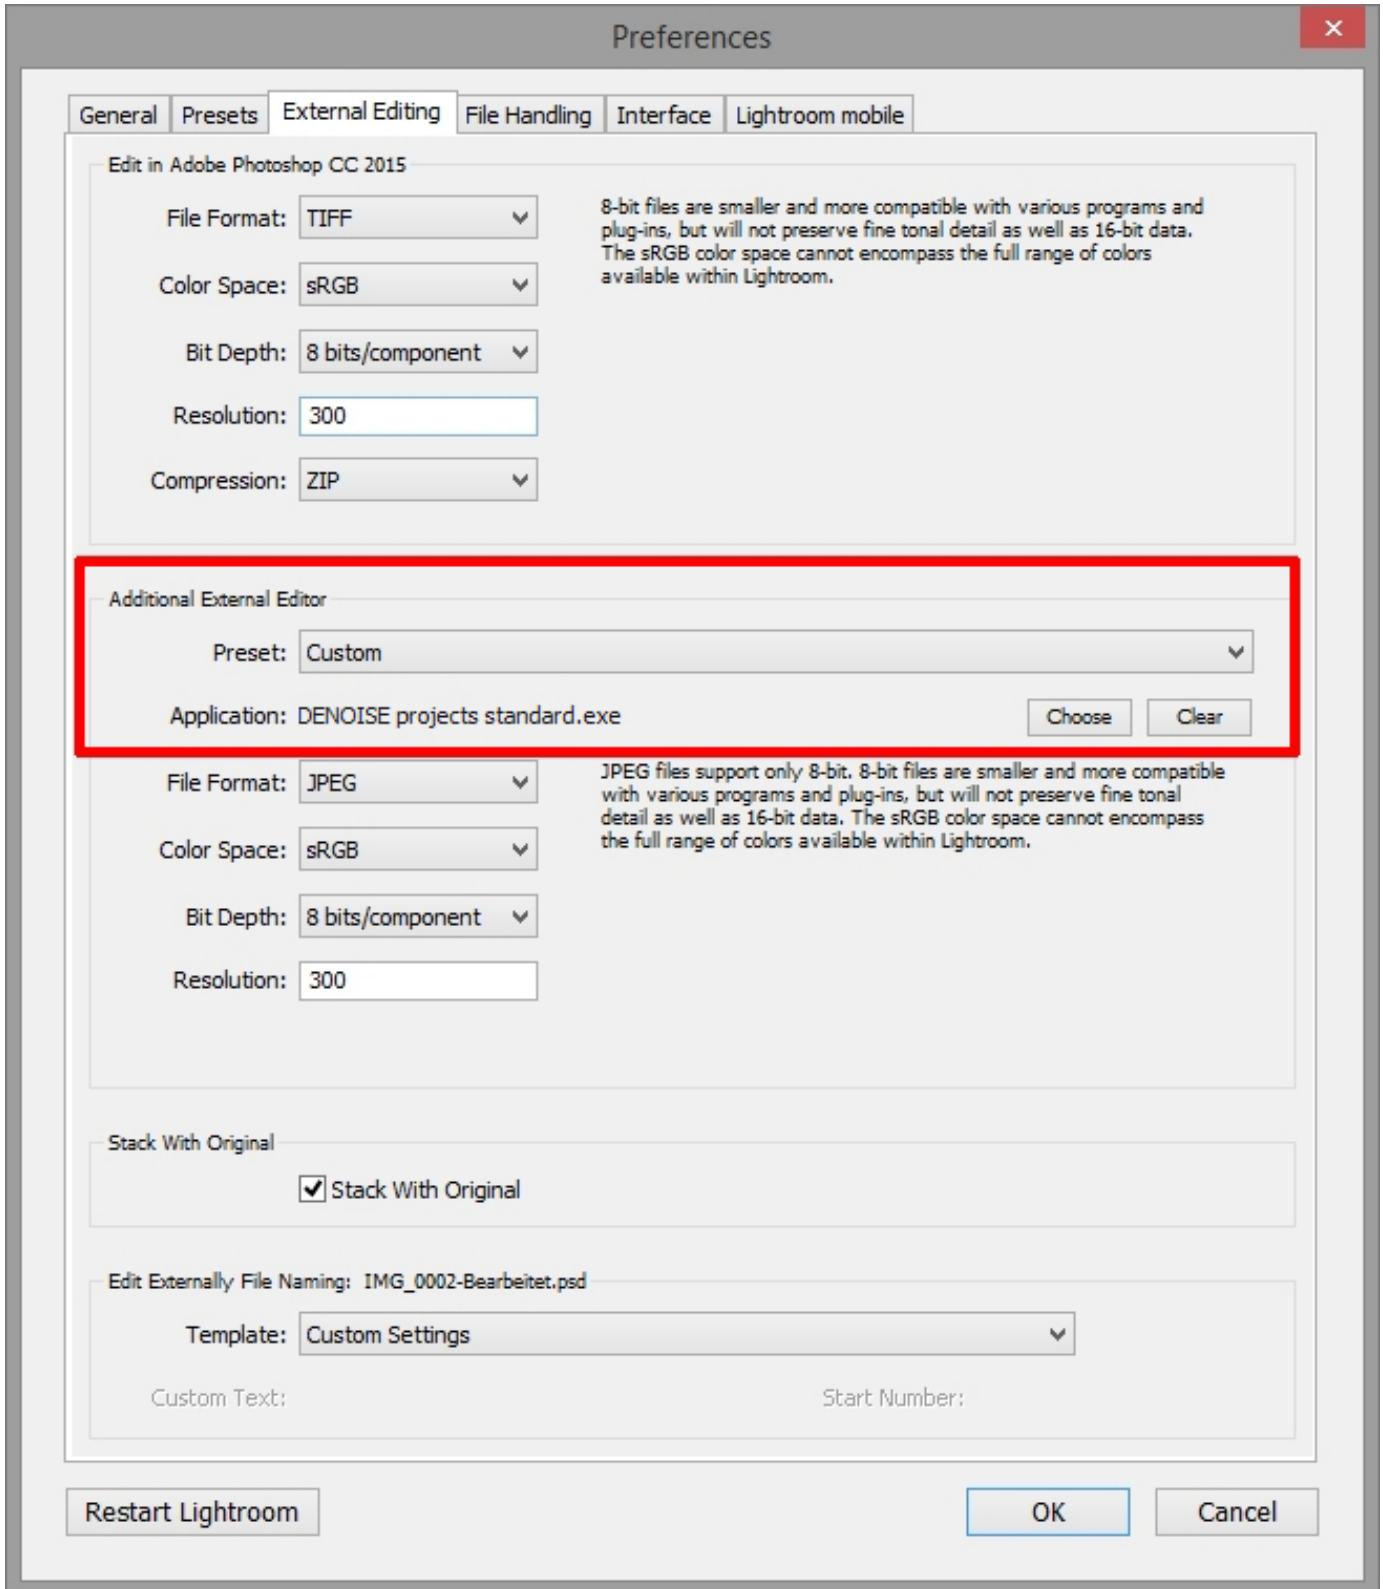 Preferences
General Presets External Editing File Handling Interface Lightroom mobile
Edit in Adobe Photoshop CC 2015
File Format: TIFF
8-bit files are smaller and more compatible with various programs and
plug-ins, but will not preserve fine tonal detail as well as 16-bit data.
The sRGB color space cannot encompass the full range of colors
available within Lightroom.
Color Space: sRGB
Bit Depth: 8 bits/component
Resolution: 300
Compression: ZIP
Additional External Editor
Preset: Custom
Application: DENOISE projects standard.exe Choose Clear
File Format: JPEG
JPEG files support only 8-bit. 8-bit files are smaller and more compatible
with various programs and plug-ins, but will not preserve fine tonal
detail as well as 16-bit data. The sRGB color space cannot encompass
the full range of colors available within Lightroom.
Color Space: sRGB
Bit Depth: 8 bits/component
Resolution: 300
Stack With Original
Stack With Original
Edit Externally File Naming: IMG_0002-Bearbeitet.psd
Template: Custom Settings
Custom Text: Start Number:
Restart Lightroom OK Cancel